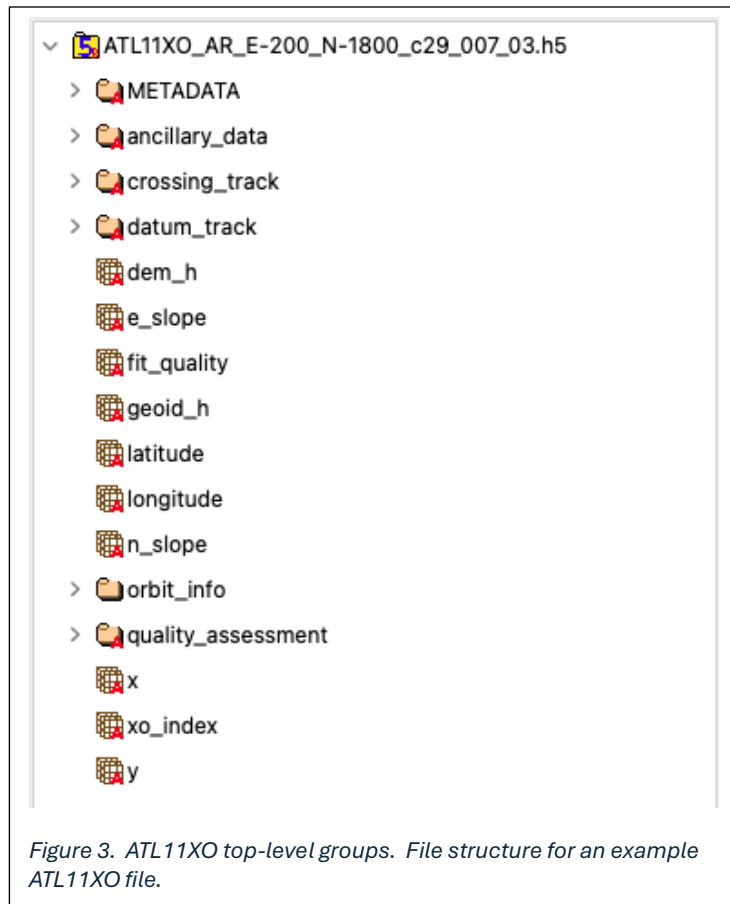 ATL11XO_AR_E-200_N-1800_c29_007_03.h5
METADATA
ancillary_data
crossing_track
datum_track
dem_h
e_slope
fit_quality
geoid_h
latitude
longitude
n_slope
orbit_info
quality_assessment
x
xo_index
y
Figure 3. ATL11XO top-level groups. File structure for an example
ATL11XO file.